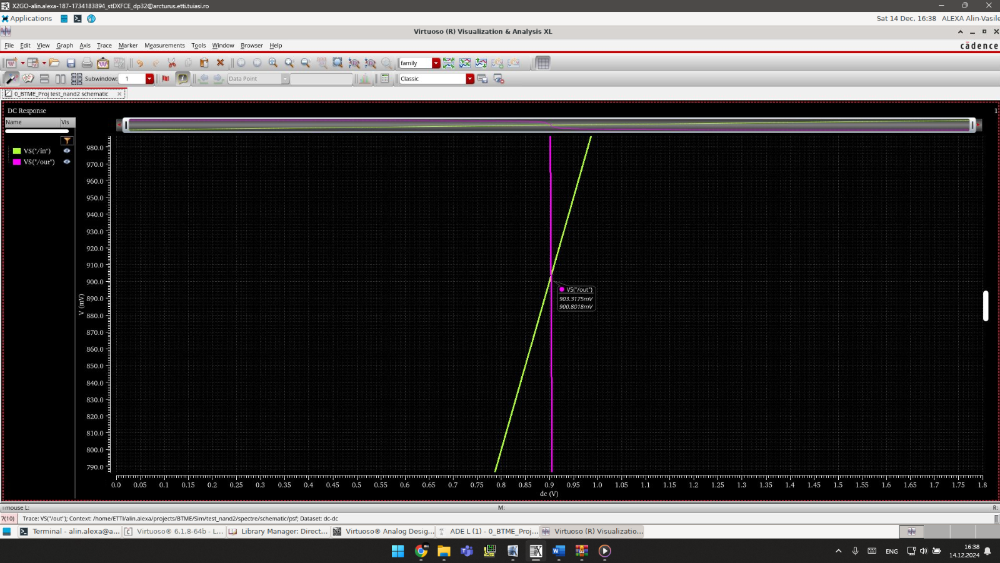 X2GO-alin.alexa-187-1734183894_stDXFCE_dp32@arcturus.etti.tuiasi.ro
Applications
Sat 14 Dec, 16:38 ALEXA Alin-Vasile
Virtuoso (R) Visualization & Analysis XL
File Edit View Graph Axis Trace Marker Measurements Tools Window Browser Help
cādence
family
Subwindow: 1
Data Point
Classic
0_BTME_Proj test_nand2 schematic
DC Response
1
Name Vis
VS("/in")
VS("/out")
980.0
970.0
960.0
950.0
940.0
930.0
920.0
910.0
900.0
890.0
880.0
870.0
860.0
850.0
840.0
830.0
820.0
810.0
800.0
790.0
V (mV)
VS("/out")
903.3175mV
900.8018mV
0.0 0.05 0.1 0.15 0.2 0.25 0.3 0.35 0.4 0.45 0.5 0.55 0.6 0.65 0.7 0.75 0.8 0.85 0.9 0.95 1.0 1.05 1.1 1.15 1.2 1.25 1.3 1.35 1.4 1.45 1.5 1.55 1.6 1.65 1.7 1.75 1.8
dc (V)
mouse L: M: R:
7(10) Trace: VS("/out"); Context: /home/ETTI/alin.alexa/projects/BTME/Sim/test_nand2/spectre/schematic/psf; Dataset: dc-dc
Terminal - alin.alexa@a... Virtuoso® 6.1.8-64b - L... Library Manager: Direct... Virtuoso® Analog Desig... ADE L (1) - 0_BTME_Proj... Virtuoso (R) Visualizatio...
ENG
16:38
14.12.2024